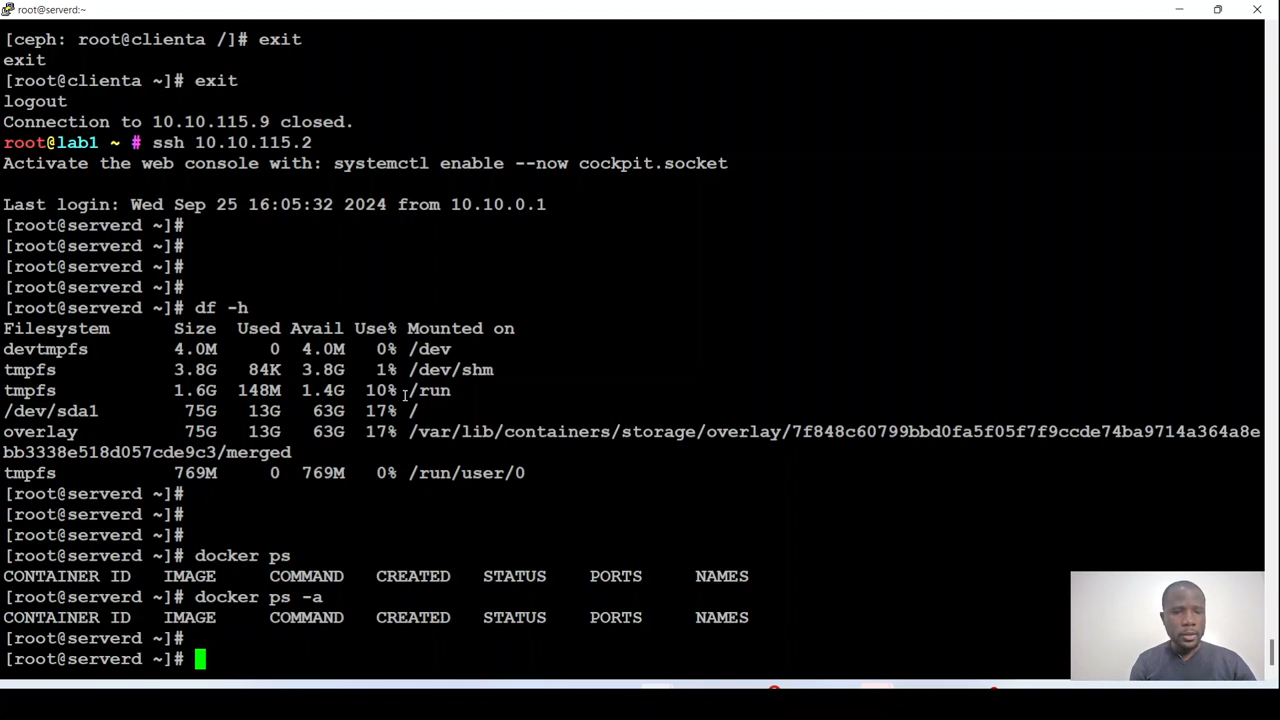 root@serverd:~
[ceph: root@clienta /]# exit
exit
[root@clienta ~]# exit
logout
Connection to 10.10.115.9 closed.
root@lab1 ~ # ssh 10.10.115.2
Activate the web console with: systemctl enable --now cockpit.socket
Last login: Wed Sep 25 16:05:32 2024 from 10.10.0.1
[root@serverd ~]#
[root@serverd ~]#
[root@serverd ~]#
[root@serverd ~]#
[root@serverd ~]# df -h
Filesystem      Size  Used Avail Use% Mounted on
devtmpfs        4.0M     0  4.0M   0% /dev
tmpfs           3.8G   84K  3.8G   1% /dev/shm
tmpfs           1.6G  148M  1.4G  10% /run
/dev/sda1        75G   13G   63G  17% /
overlay          75G   13G   63G  17% /var/lib/containers/storage/overlay/7f848c60799bbd0fa5f05f7f9ccde74ba9714a364a8e
bb3338e518d057cde9c3/merged
tmpfs           769M     0  769M   0% /run/user/0
[root@serverd ~]#
[root@serverd ~]#
[root@serverd ~]#
[root@serverd ~]# docker ps
CONTAINER ID   IMAGE     COMMAND   CREATED   STATUS    PORTS     NAMES
[root@serverd ~]# docker ps -a
CONTAINER ID   IMAGE     COMMAND   CREATED   STATUS    PORTS     NAMES
[root@serverd ~]#
[root@serverd ~]#